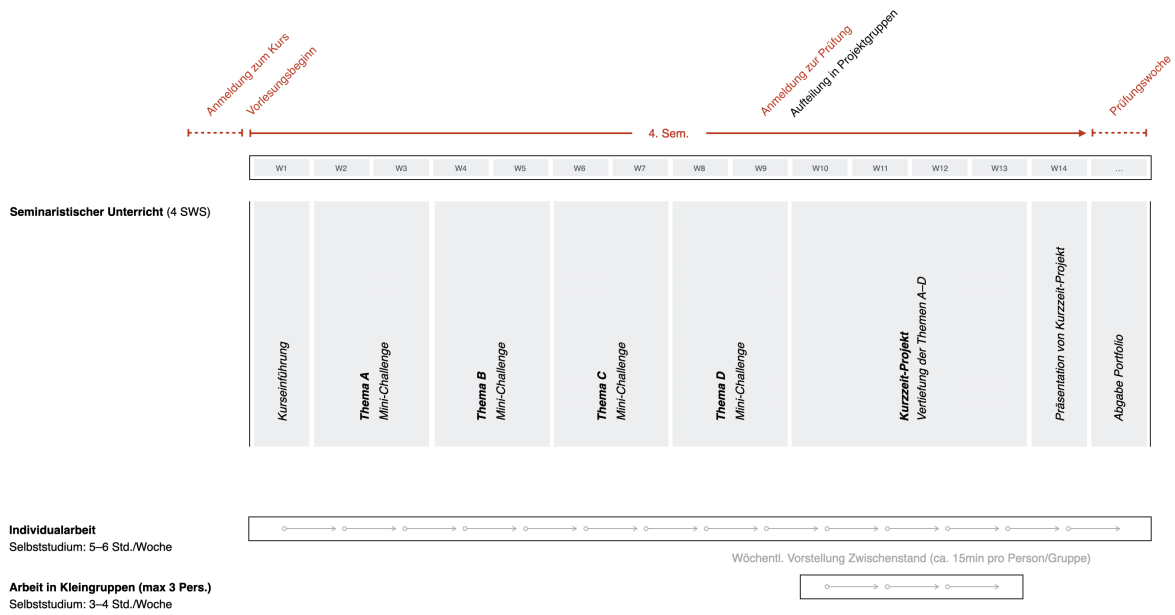 Anmeldung zum Kurs
Vorlesungsbeginn
Anmeldung zur Prüfung
Aufteilung in Projektgruppen
Prüfungswoche
4. Sem.
W1 W2 W3 W4 W5 W6 W7 W8 W9 W10 W11 W12 W13 W14 ...
Seminaristischer Unterricht (4 SWS)
Kurseinführung
Thema A
Mini-Challenge
Thema B
Mini-Challenge
Thema C
Mini-Challenge
Thema D
Mini-Challenge
Kurzzeit-Projekt
Vertiefung der Themen A–D
Präsentation von Kurzzeit-Projekt
Abgabe Portfolio
Individualarbeit
Selbststudium: 5–6 Std./Woche
Wöchentl. Vorstellung Zwischenstand (ca. 15min pro Person/Gruppe)
Arbeit in Kleingruppen (max 3 Pers.)
Selbststudium: 3–4 Std./Woche